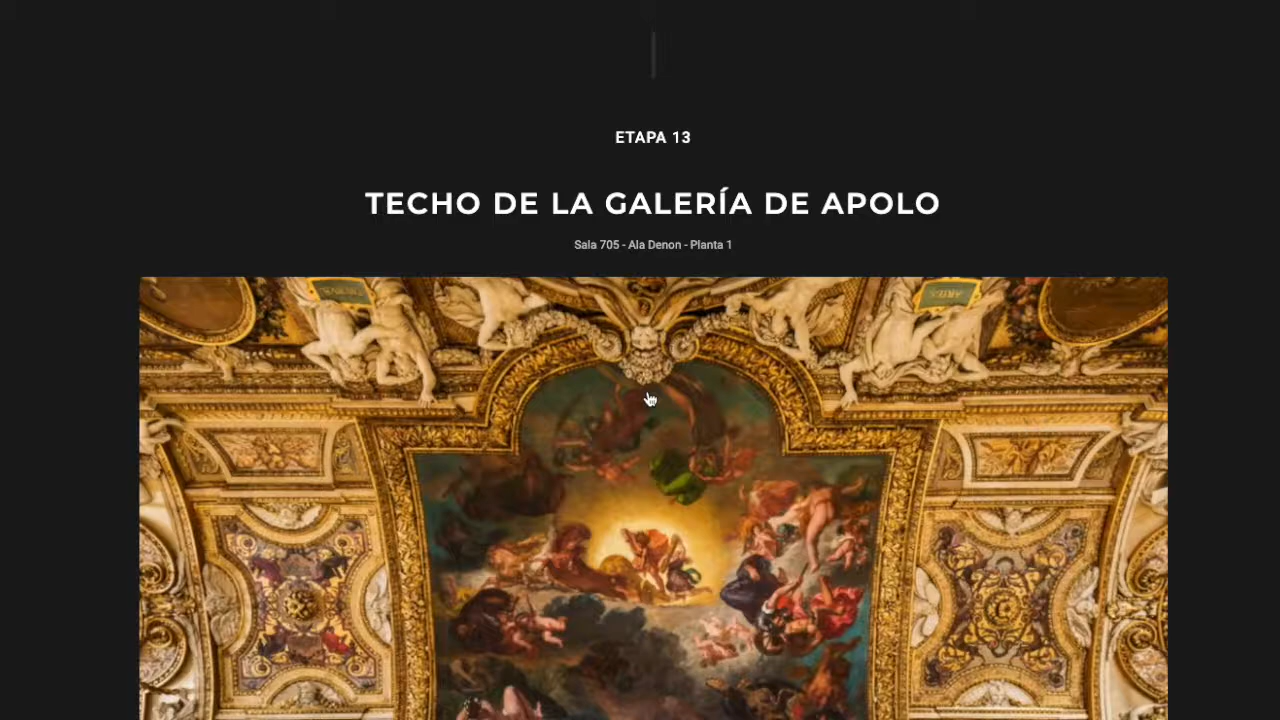 ETAPA 13
TECHO DE LA GALERÍA DE APOLO
Sala 705 - Ala Denon - Planta 1